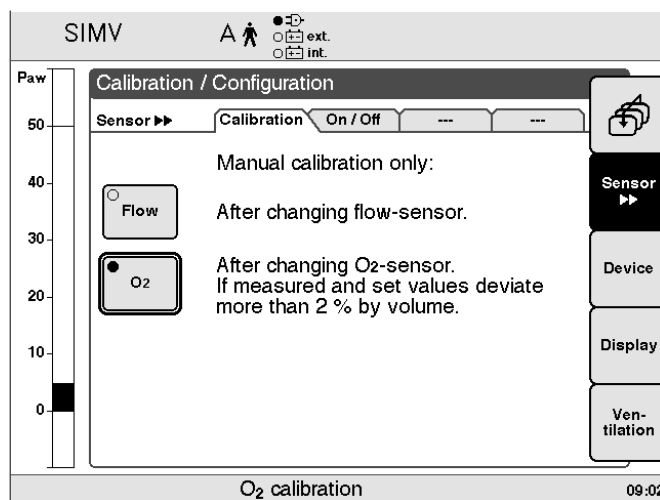 SIMV
A
ext.
int.
Paw
50
40
30
20
10
0
Calibration / Configuration
Sensor ▶▶
Calibration
On / Off
---
---
Manual calibration only:
Flow
After changing flow-sensor.
O2
After changing O2-sensor.
If measured and set values deviate
more than 2 % by volume.
Sensor
▶▶
Device
Display
Ven-
tilation
O2 calibration
09:02